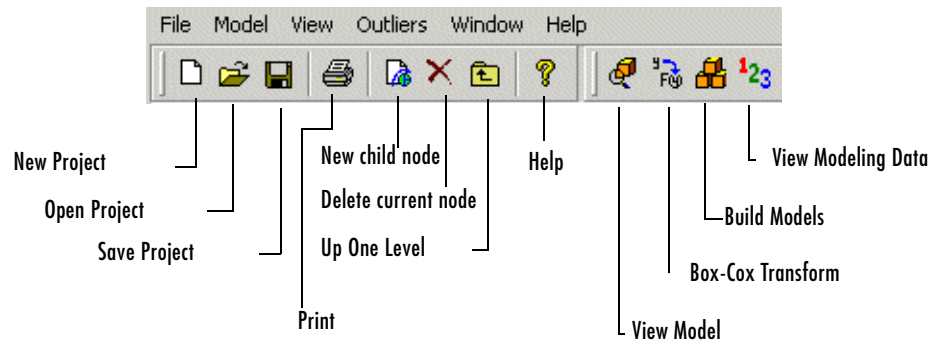 File Model View Outliers Window Help
y
F(y)
123
New Project
New child node
Help
View Modeling Data
Open Project
Delete current node
Build Models
Save Project
Up One Level
Box-Cox Transform
Print
View Model